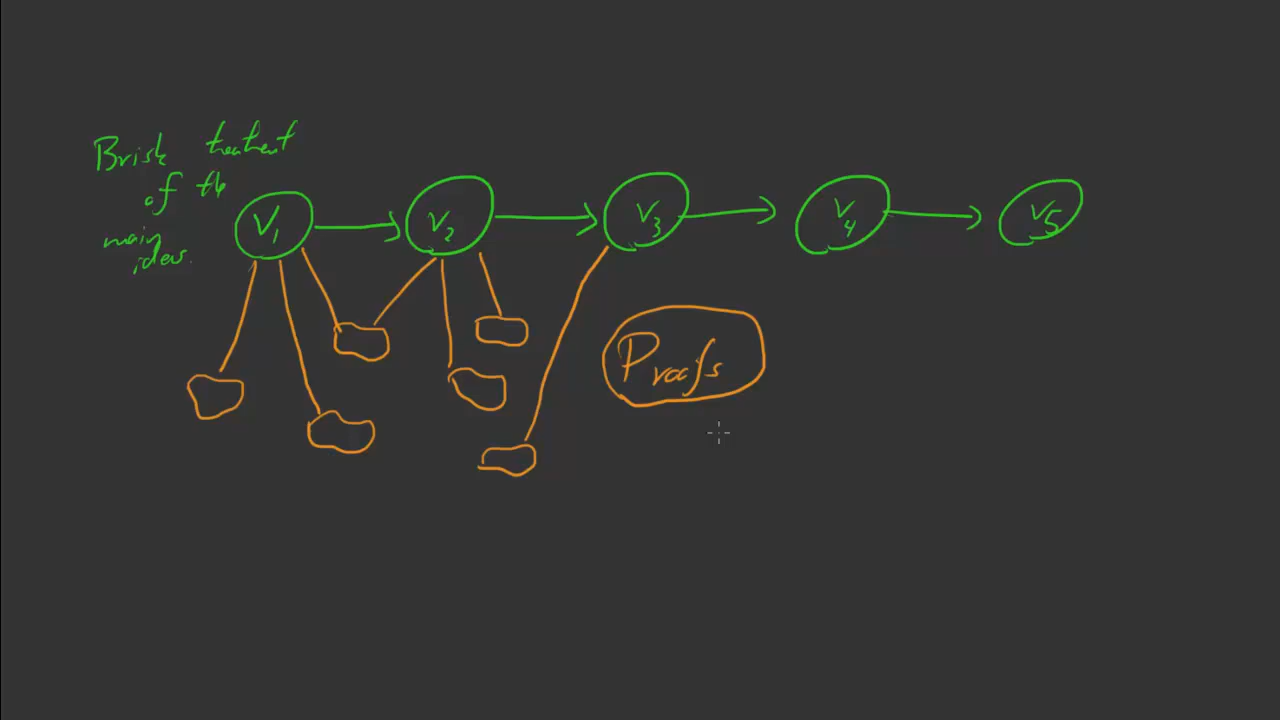 Brisk treatment
of the
main
ideas.
V1
V2
V3
V4
V5
Proofs